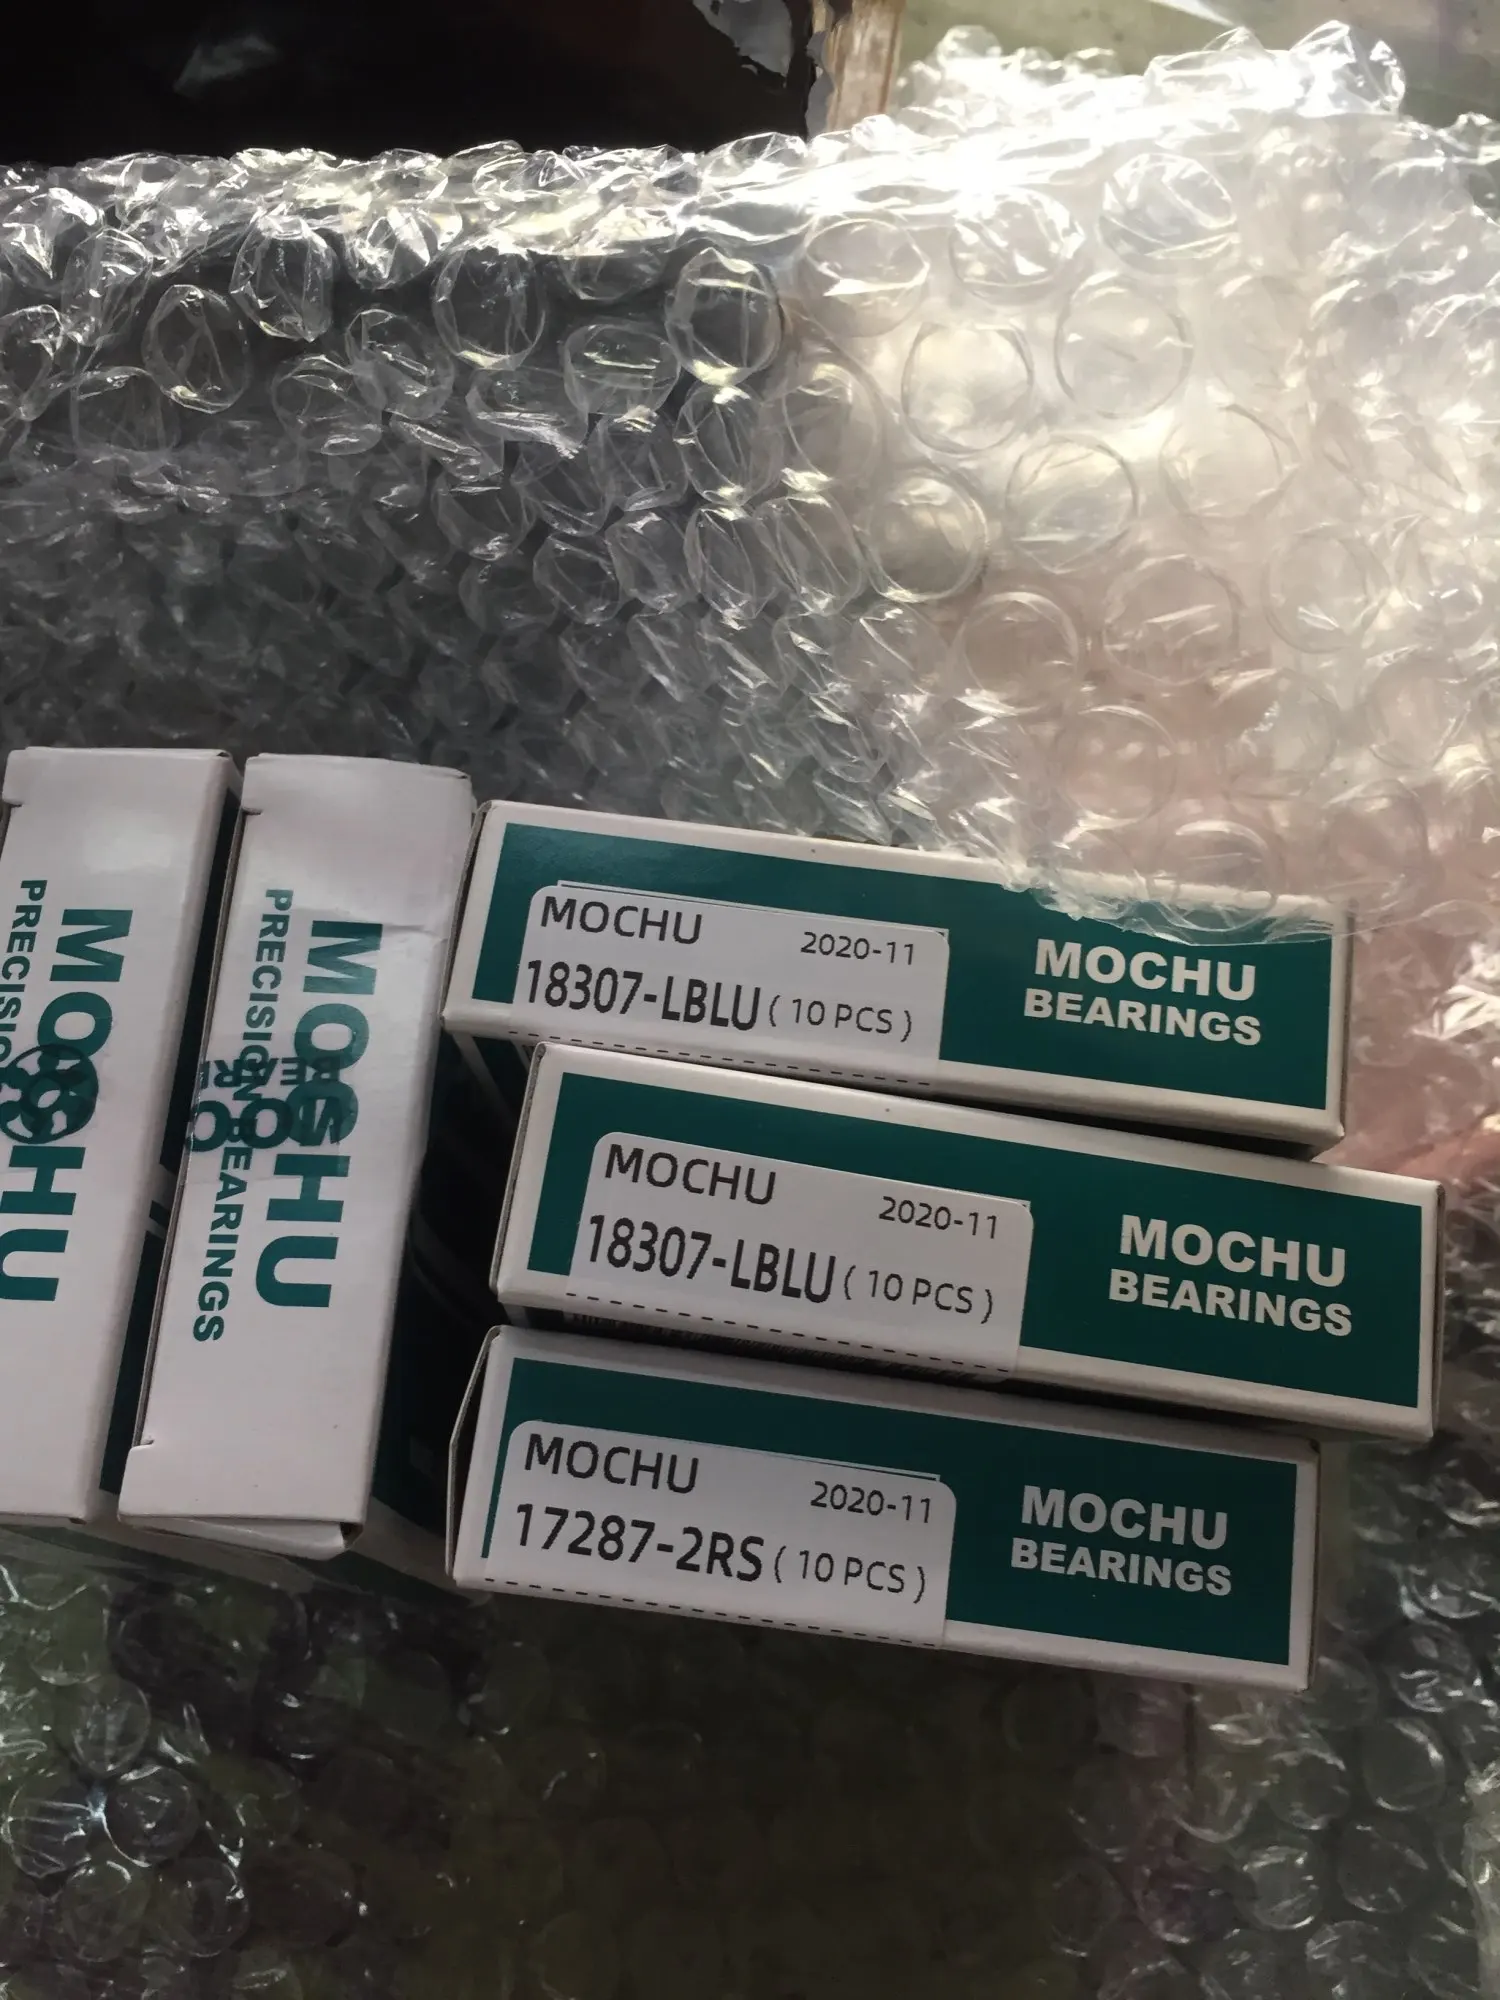 MOCHU
PRECISIO
MOCHU
PRECISION BEARINGS
MOCHU 2020-11
18307-LBLU ( 10 PCS )
MOCHU
BEARINGS
MOCHU 2020-11
18307-LBLU ( 10 PCS )
MOCHU
BEARINGS
MOCHU 2020-11
17287-2RS ( 10 PCS )
MOCHU
BEARINGS